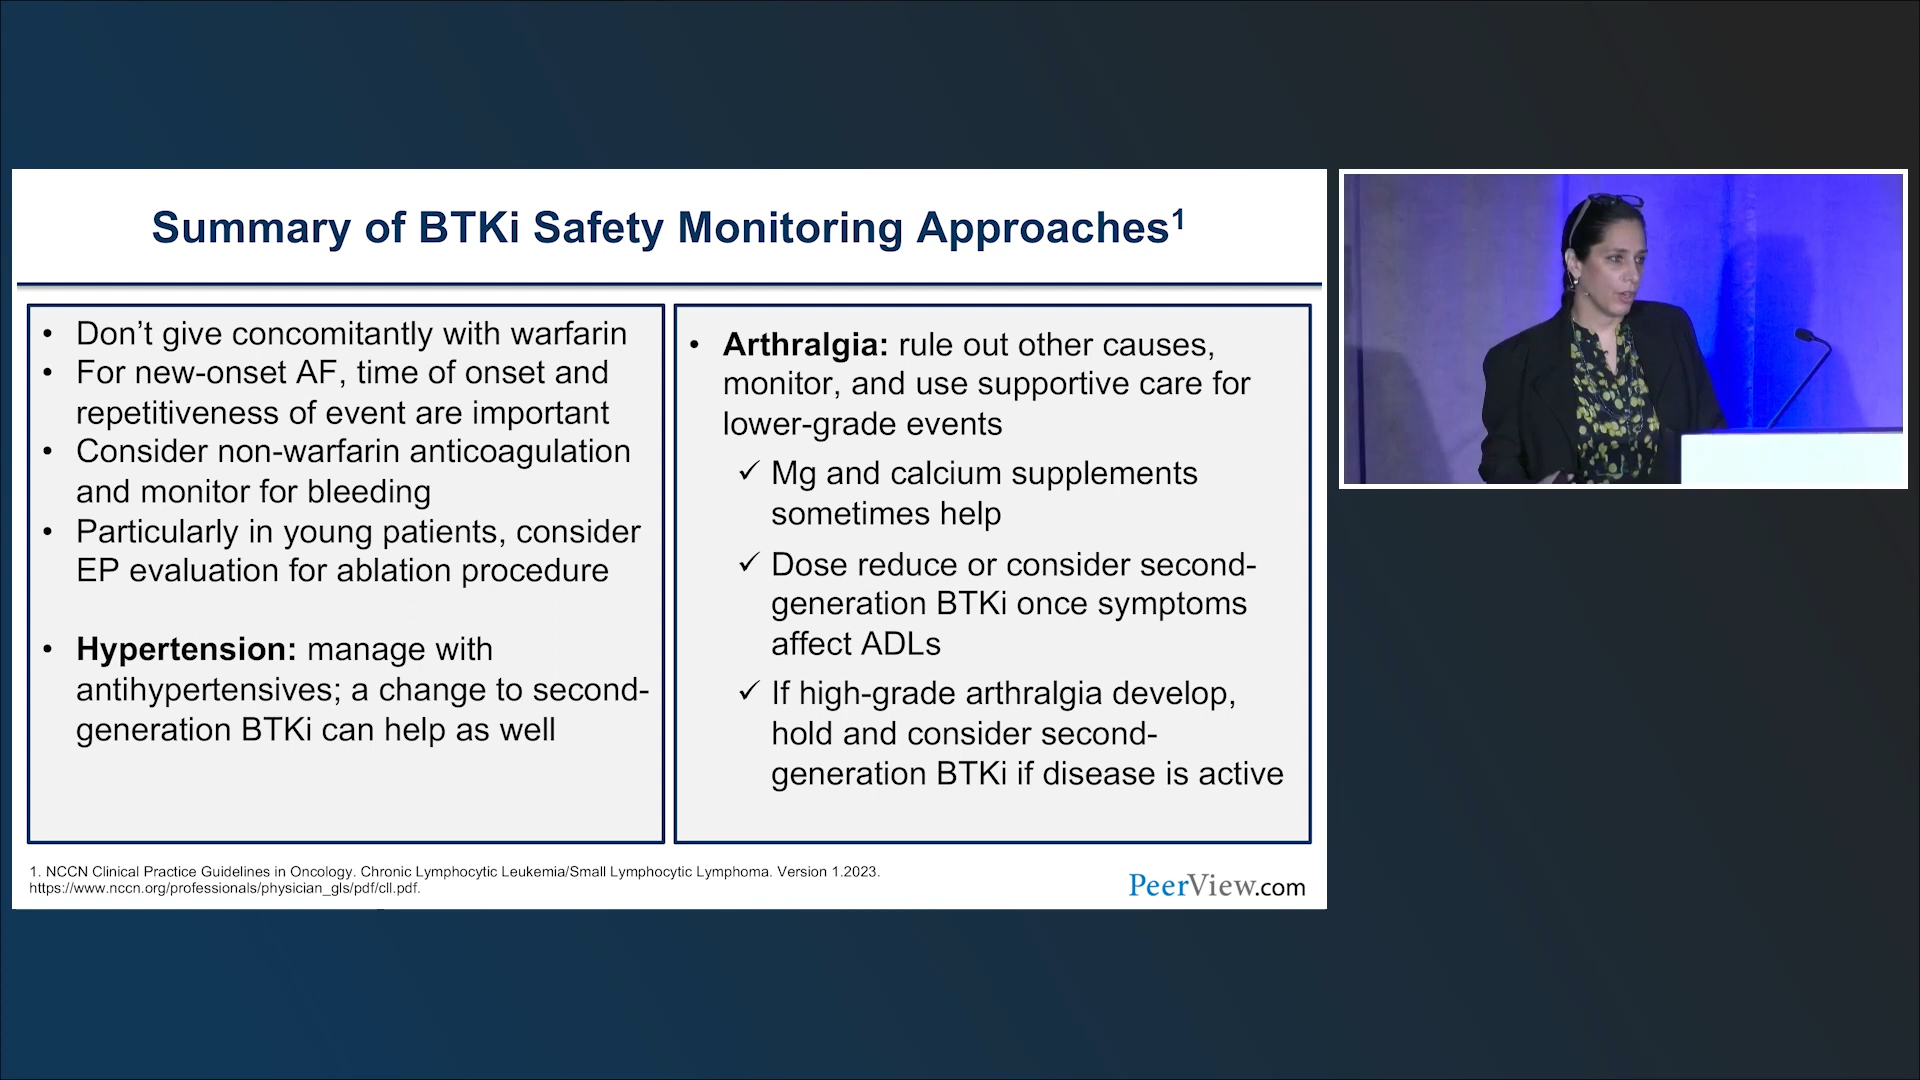 Summary of BTKi Safety Monitoring Approaches¹
• Don’t give concomitantly with warfarin
• For new-onset AF, time of onset and
repetitiveness of event are important
• Consider non-warfarin anticoagulation
and monitor for bleeding
• Particularly in young patients, consider
EP evaluation for ablation procedure
• Hypertension: manage with
antihypertensives; a change to second-
generation BTKi can help as well
• Arthralgia: rule out other causes,
monitor, and use supportive care for
lower-grade events
✓ Mg and calcium supplements
sometimes help
✓ Dose reduce or consider second-
generation BTKi once symptoms
affect ADLs
✓ If high-grade arthralgia develop,
hold and consider second-
generation BTKi if disease is active
1. NCCN Clinical Practice Guidelines in Oncology. Chronic Lymphocytic Leukemia/Small Lymphocytic Lymphoma. Version 1.2023.
https://www.nccn.org/professionals/physician_gls/pdf/cll.pdf.
PeerView.com